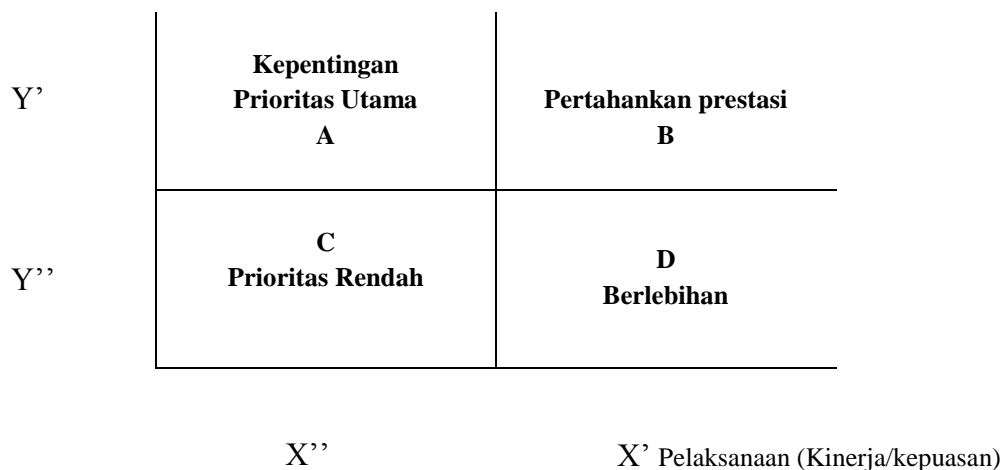 Kepentingan
Y’ Prioritas Utama Pertahankan prestasi
A B
C
Y’’ Prioritas Rendah D
Berlebihan
X’’ X’ Pelaksanaan (Kinerja/kepuasan)